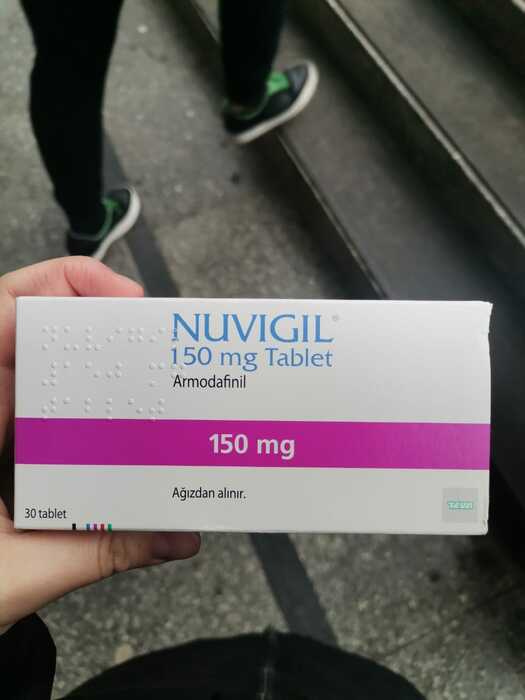 NUVIGIL®
150 mg Tablet
Armodafinil
150 mg
Ağızdan alınır.
30 tablet